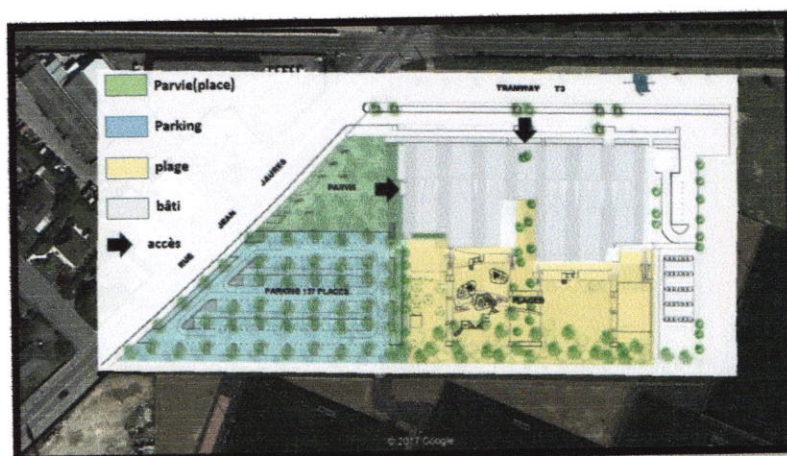 Parvie(place)
Parking
plage
bâti
accès
TRAMWAY T3
RUE JEAN JAURES
PARVIS
PARKING 137 PLACES
PLAGES
© 2017 Google